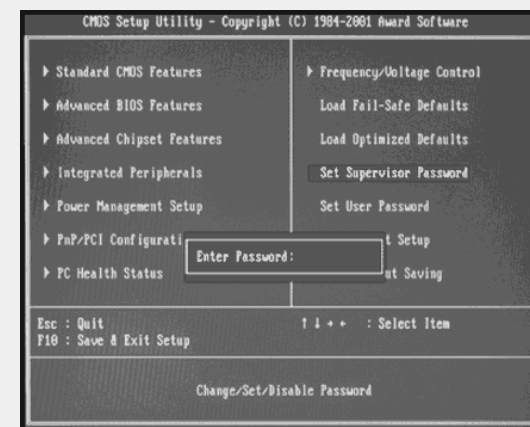 CMOS Setup Utility - Copyright (C) 1984-2001 Award Software
Standard CMOS Features
Advanced BIOS Features
Advanced Chipset Features
Integrated Peripherals
Power Management Setup
PnP/PCI Configurati
PC Health Status
Frequency/Voltage Control
Load Fail-Safe Defaults
Load Optimized Defaults
Set Supervisor Password
Set User Password
t Setup
ut Saving
Enter Password:
Esc : Quit
F10 : Save & Exit Setup
↑ ↓ → ← : Select Item
Change/Set/Disable Password